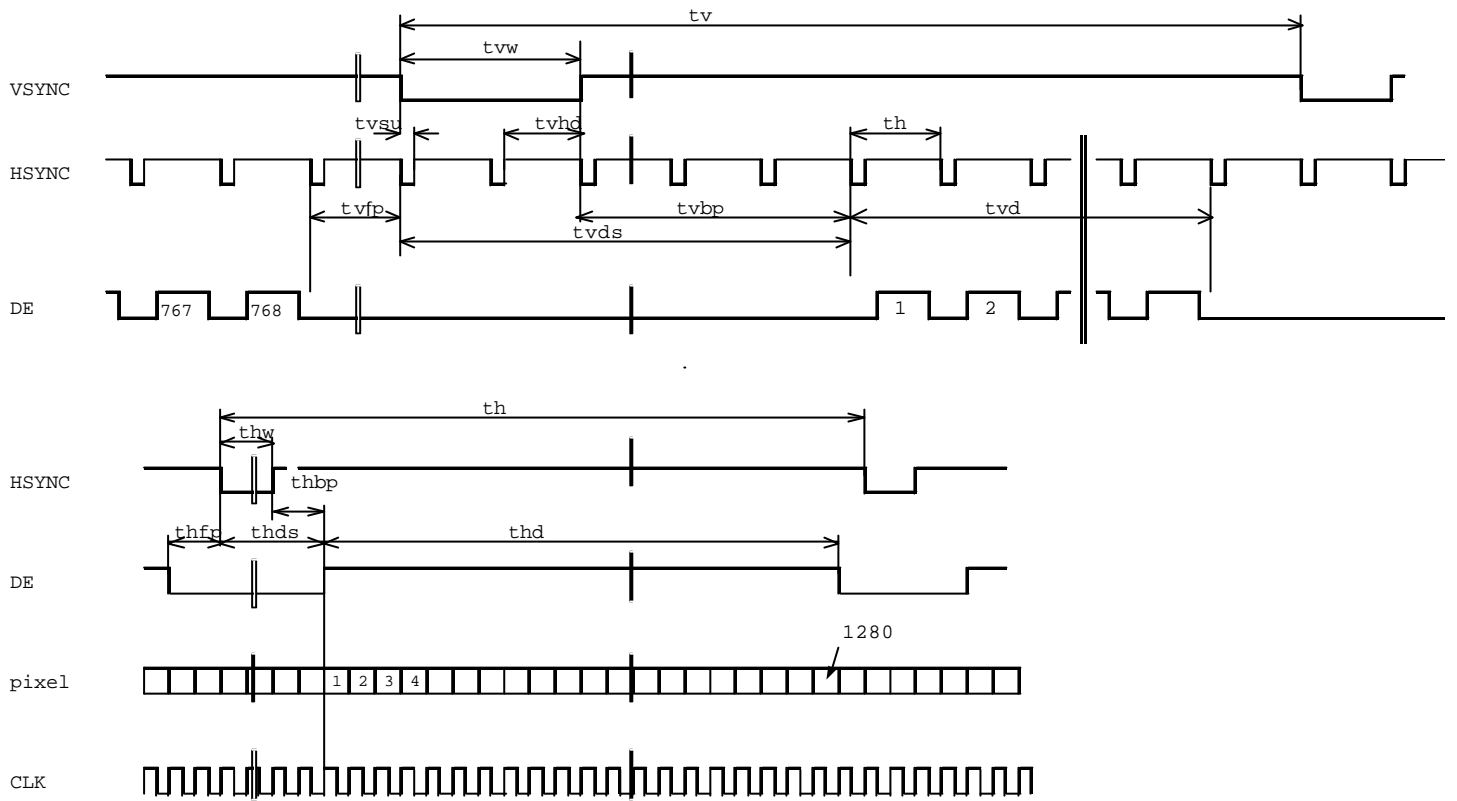 tv
tvw
VSYNC
tvsu
tvhd
th
HSYNC
tvfp
tvbp
tvd
tvds
DE
767
768
1
2
th
thw
HSYNC
thbp
thfp
thds
thd
DE
1280
pixel
1 2 3 4
CLK